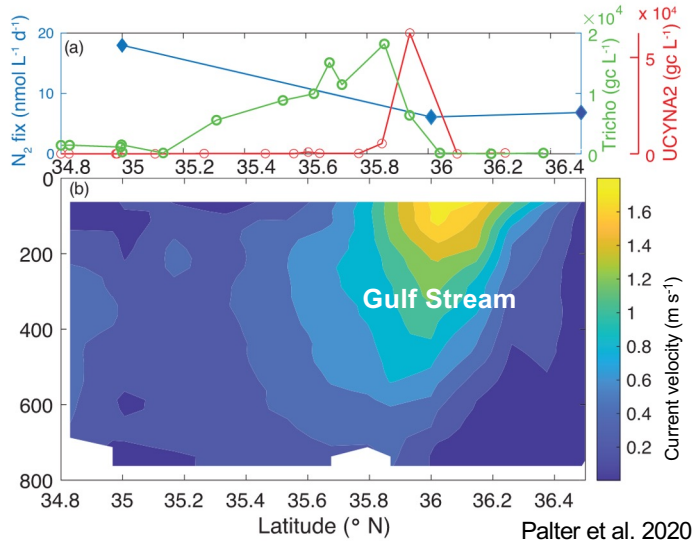 (a)
N₂ fix (nmol L⁻¹ d⁻¹)
20
10
0
×10⁴
2
1
0
Tricho (gc L⁻¹)
×10⁴
5
0
UCYNA2 (gc L⁻¹)
34.8 35 35.2 35.4 35.6 35.8 36 36.2 36.4
(b)
0
200
400
600
800
Gulf Stream
34.8 35 35.2 35.4 35.6 35.8 36 36.2 36.4
Latitude (° N)
1.6
1.4
1.2
1
0.8
0.6
0.4
0.2
Current velocity (m s⁻¹)
Palter et al. 2020